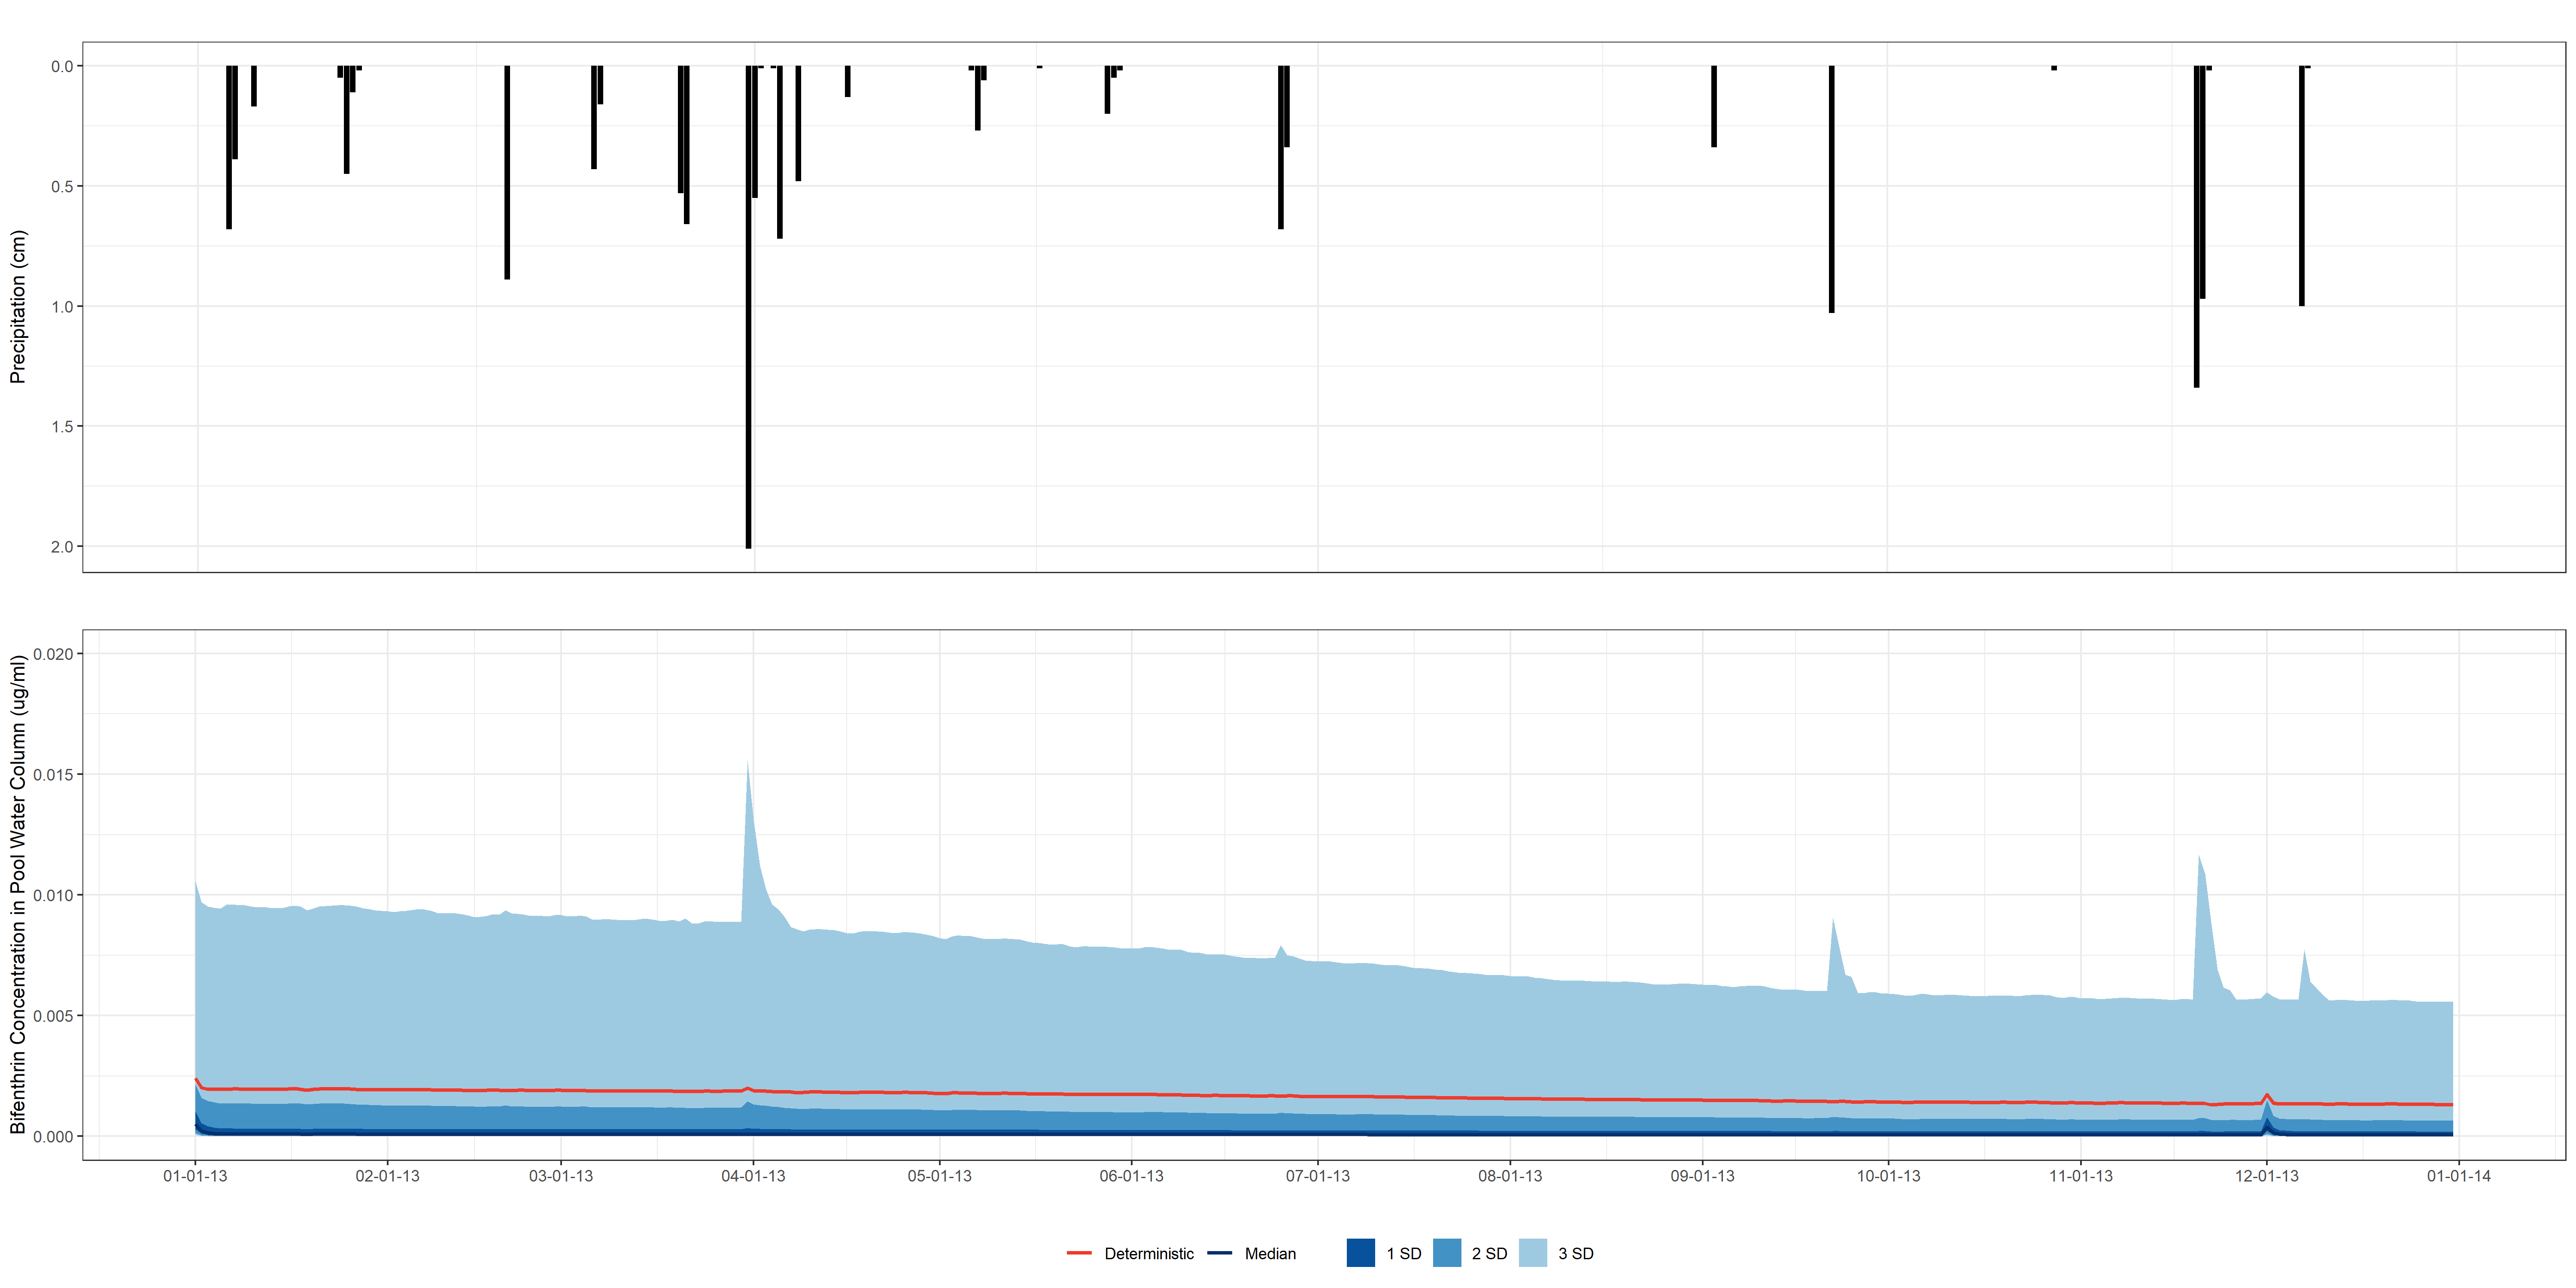 Precipitation (cm)
0.0
0.5
1.0
1.5
2.0
Bifenthrin Concentration in Pool Water Column (ug/ml)
0.020
0.015
0.010
0.005
0.000
01-01-13 02-01-13 03-01-13 04-01-13 05-01-13 06-01-13 07-01-13 08-01-13 09-01-13 10-01-13 11-01-13 12-01-13 01-01-14
Deterministic Median 1 SD 2 SD 3 SD